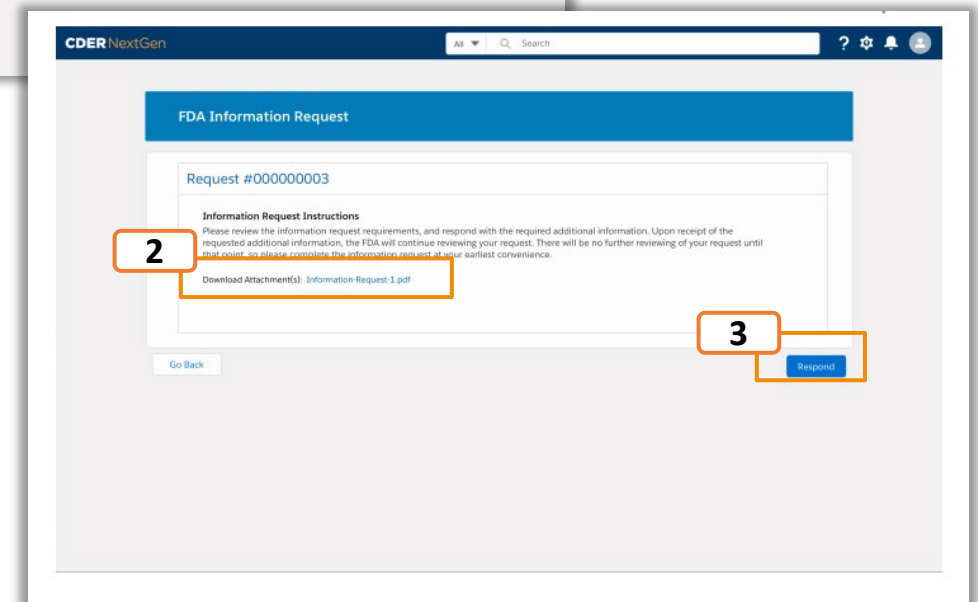 CDER NextGen
All
Search
?
FDA Information Request
Request #000000003
Information Request Instructions
Please review the information request requirements, and respond with the required additional information. Upon receipt of the
requested additional information, the FDA will continue reviewing your request. There will be no further reviewing of your request until
that point, so please complete the information request at your earliest convenience.
2
Download Attachment(s): Information-Request-1.pdf
3
Go Back
Respond